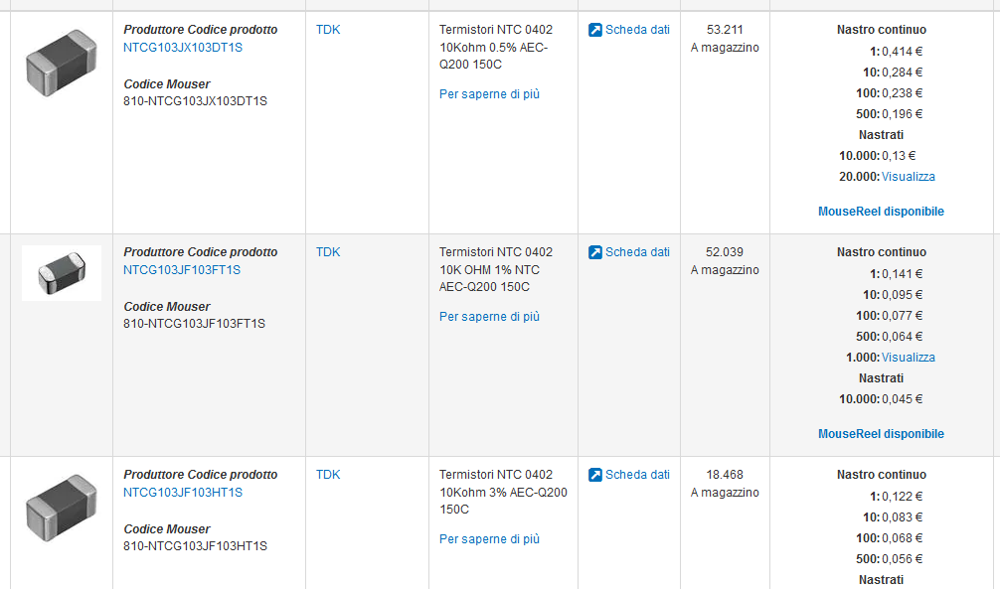 Produttore Codice prodotto
NTCG103JX103DT1S
Codice Mouser
810-NTCG103JX103DT1S
TDK
Termistori NTC 0402
10Kohm 0.5% AEC-
Q200 150C
Per saperne di più
Scheda dati
53.211
A magazzino
Nastro continuo
1: 0,414 €
10: 0,284 €
100: 0,238 €
500: 0,196 €
Nastrati
10.000: 0,13 €
20.000: Visualizza
MouseReel disponibile
Produttore Codice prodotto
NTCG103JF103FT1S
Codice Mouser
810-NTCG103JF103FT1S
TDK
Termistori NTC 0402
10K OHM 1% NTC
AEC-Q200 150C
Per saperne di più
Scheda dati
52.039
A magazzino
Nastro continuo
1: 0,141 €
10: 0,095 €
100: 0,077 €
500: 0,064 €
1.000: Visualizza
Nastrati
10.000: 0,045 €
MouseReel disponibile
Produttore Codice prodotto
NTCG103JF103HT1S
Codice Mouser
810-NTCG103JF103HT1S
TDK
Termistori NTC 0402
10Kohm 3% AEC-Q200
150C
Per saperne di più
Scheda dati
18.468
A magazzino
Nastro continuo
1: 0,122 €
10: 0,083 €
100: 0,068 €
500: 0,056 €
Nastrati